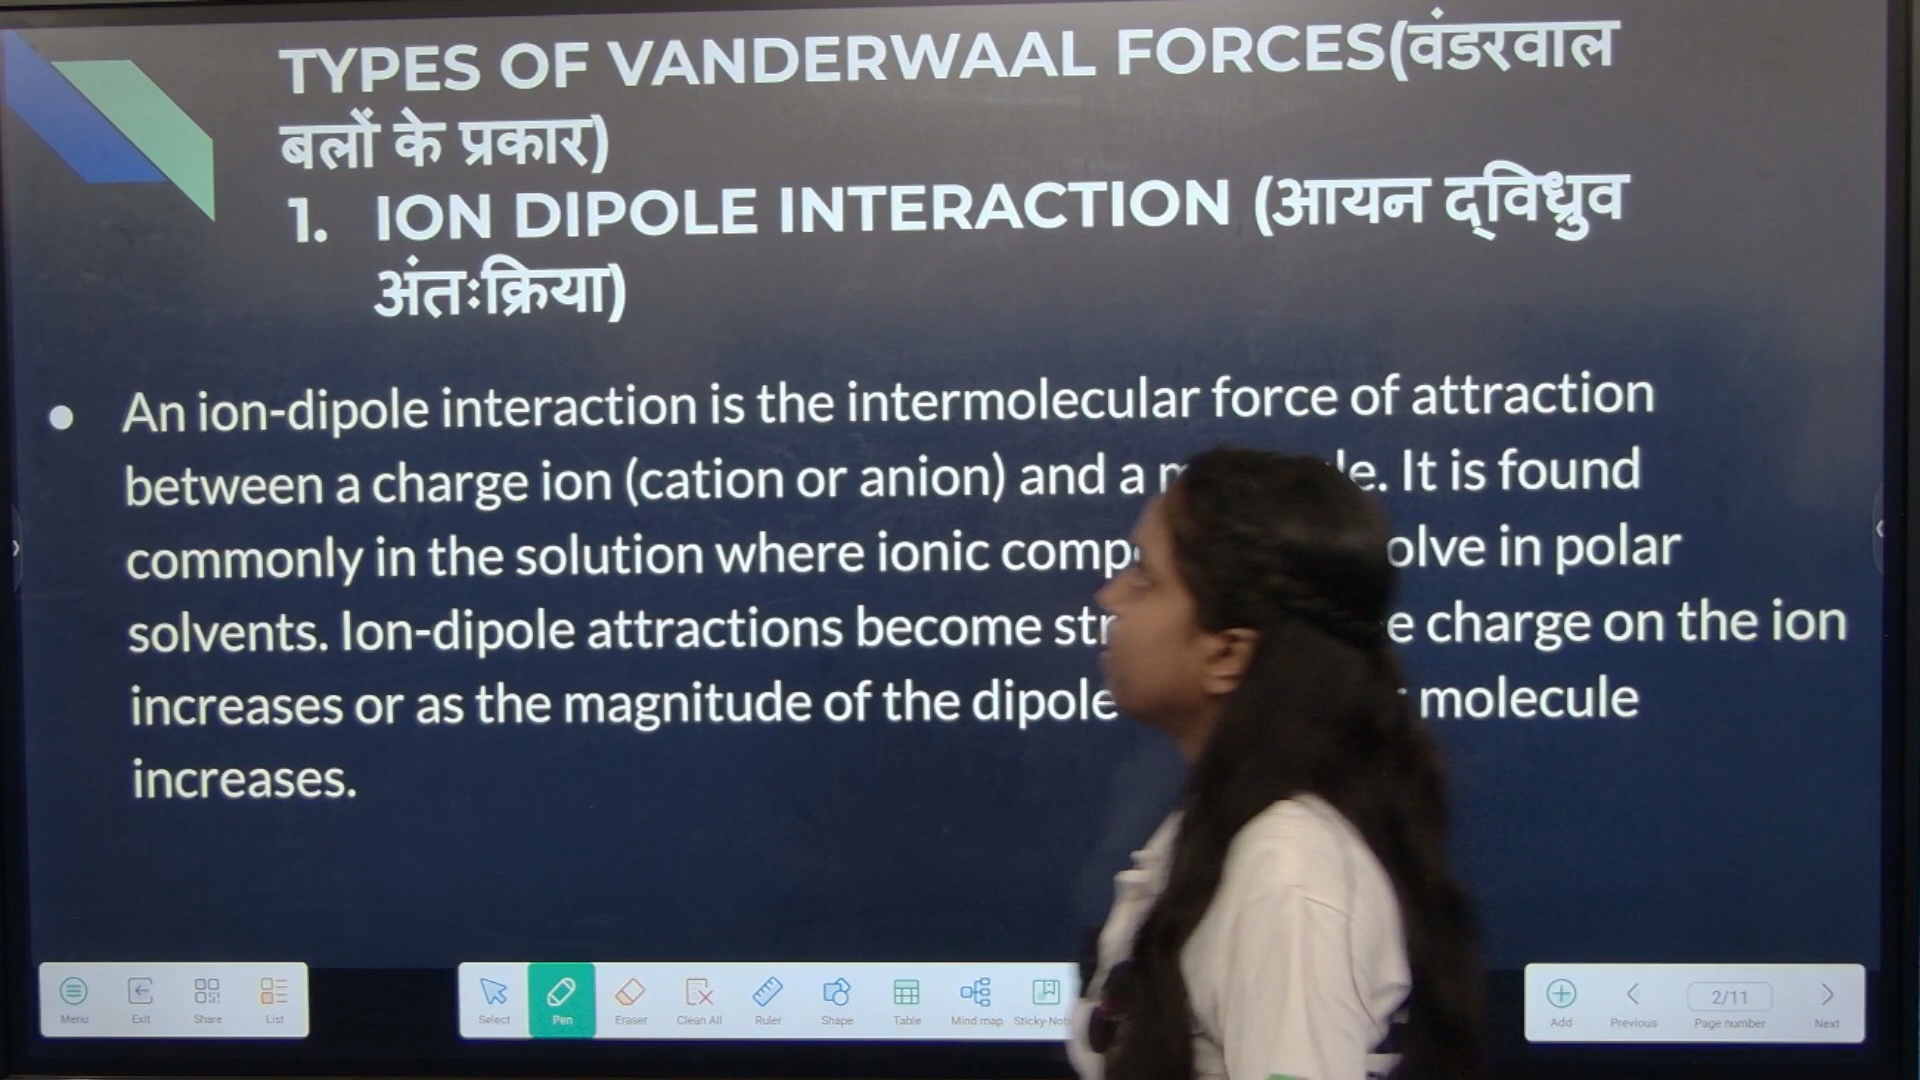 TYPES OF VANDERWAAL FORCES(वंडरवाल
बलों के प्रकार)
1. ION DIPOLE INTERACTION (आयन द्विध्रुव
अंतःक्रिया)
• An ion-dipole interaction is the intermolecular force of attraction
between a charge ion (cation or anion) and a . It is found
commonly in the solution where ionic in polar
solvents. Ion-dipole attractions become charge on the ion
increases or as the magnitude of the dipole molecule
increases.
Menu Exit Share List Select Pen Eraser Clean All Ruler Shape Table Mind map Add Previous 2/11 Page number Next